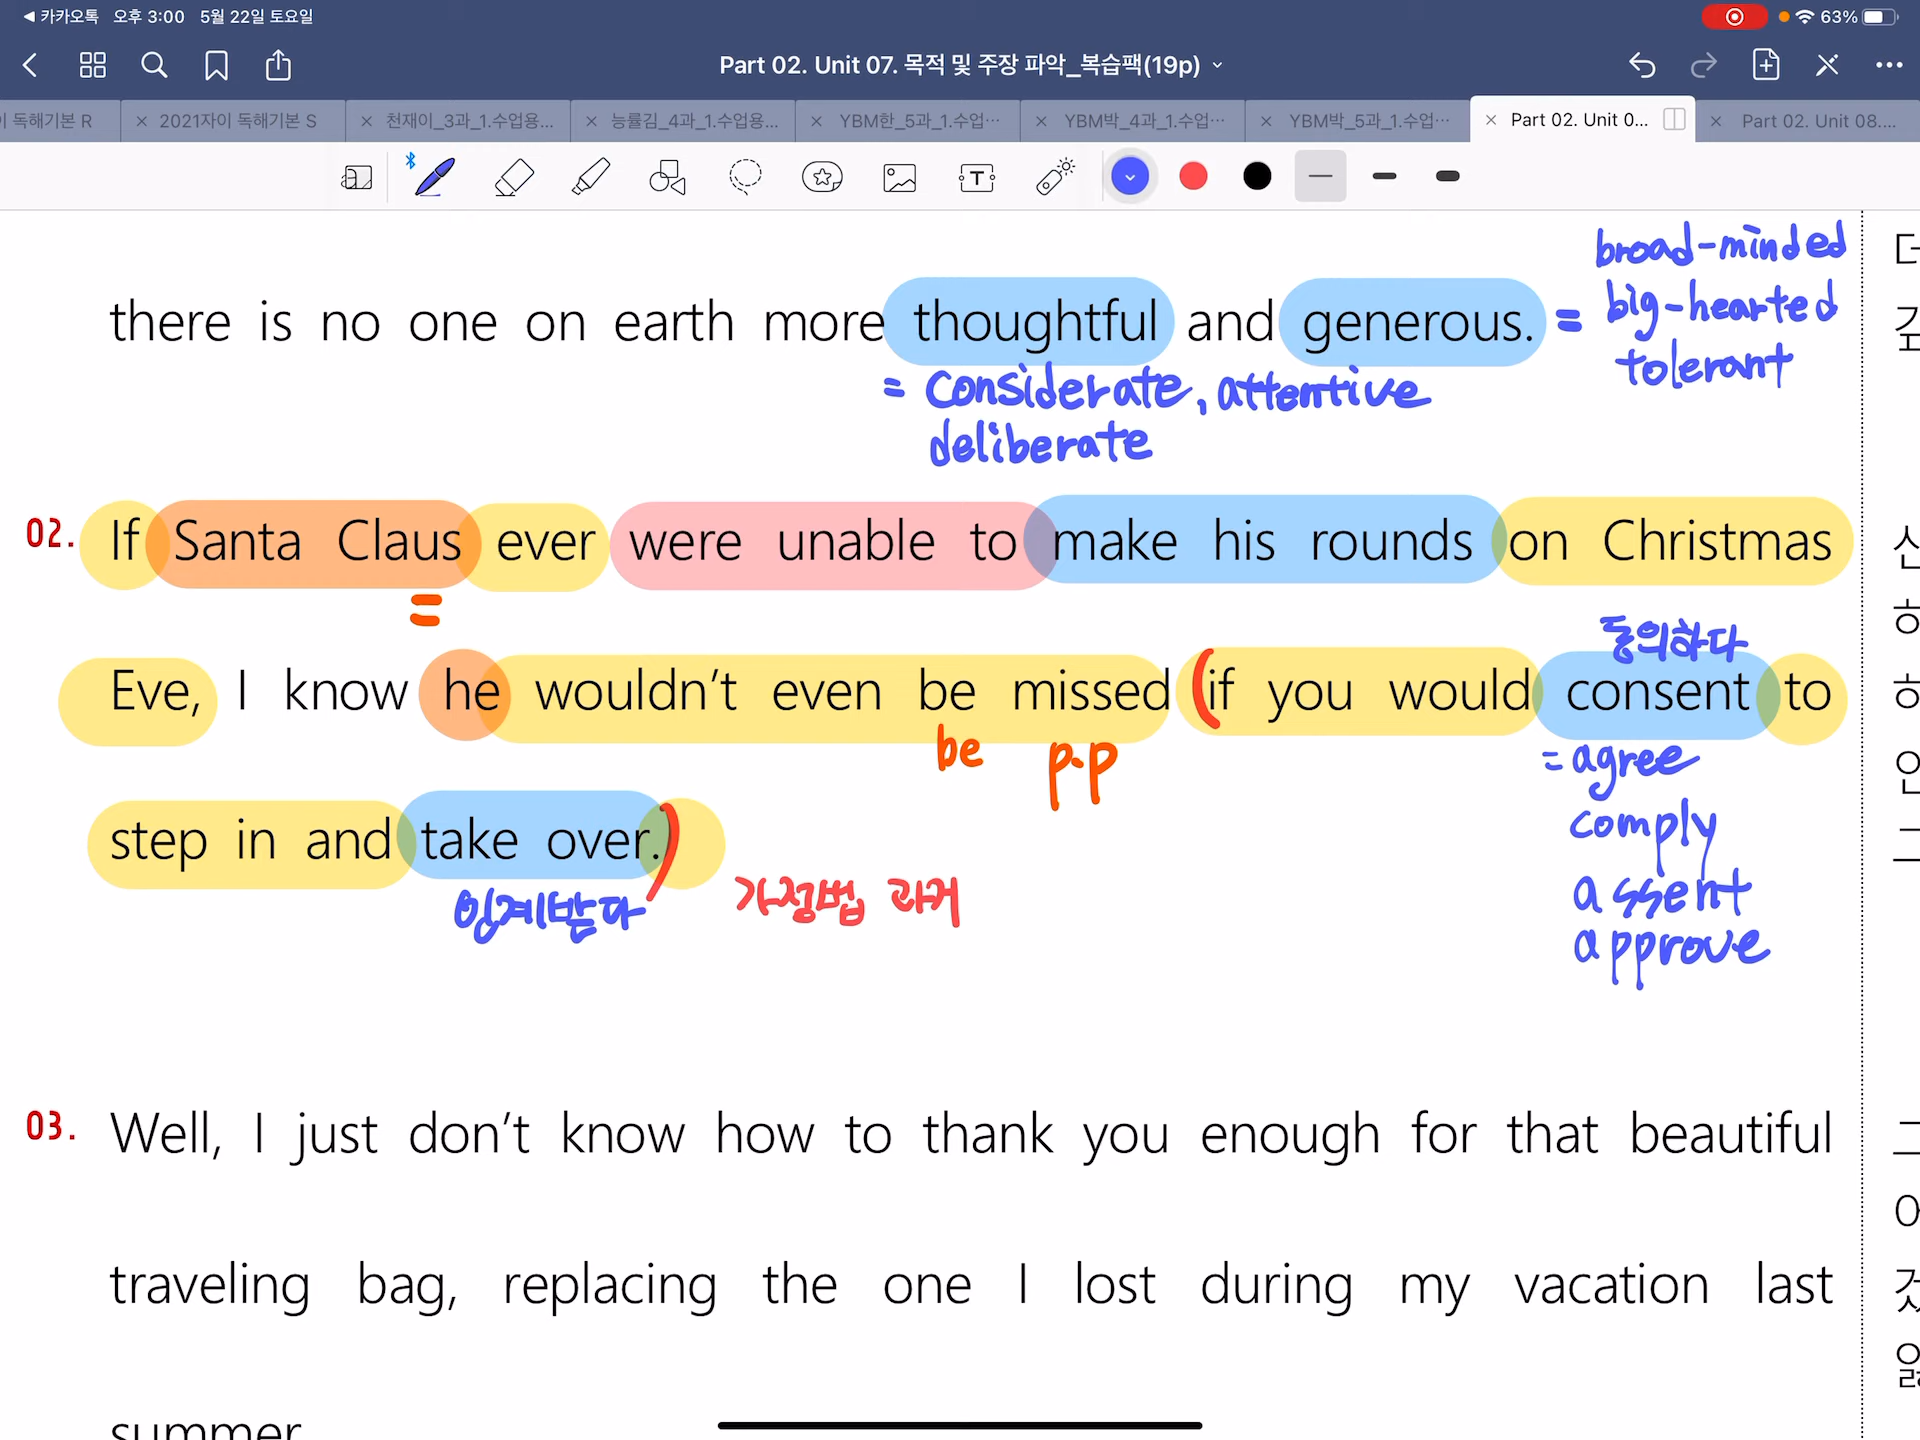 ◀ 카카오톡 오후 3:00 5월 22일 토요일
63%
Part 02. Unit 07. 목적 및 주장 파악_복습팩(19p)
독해기본 R
× 2021자이 독해기본 S
× 천재이_3과_1.수업용...
× 능률김_4과_1.수업용...
× YBM한_5과_1.수업...
× YBM박_4과_1.수업...
× YBM박_5과_1.수업...
× Part 02. Unit 0...
× Part 02. Unit 08....
broad-minded
there is no one on earth more thoughtful and generous. = big-hearted
tolerant
= considerate, attentive
deliberate
02. If Santa Claus ever were unable to make his rounds on Christmas
=
동의하다
Eve, I know he wouldn't even be missed (if you would consent to
be p.p
= agree
comply
assent
approve
step in and take over.)
인계받다
가정법 과거
03. Well, I just don't know how to thank you enough for that beautiful
traveling bag, replacing the one I lost during my vacation last
summer